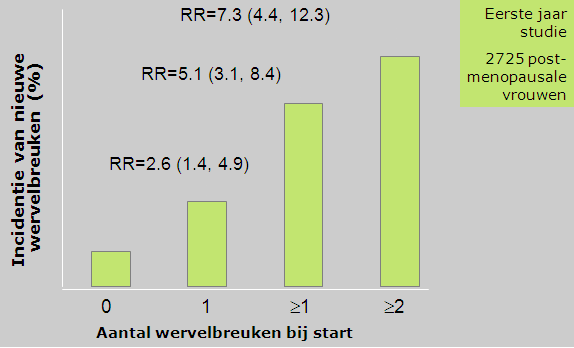 RR=7.3 (4.4, 12.3)
Eerste jaar
studie
2725 post-
menopausale
vrouwen
RR=5.1 (3.1, 8.4)
RR=2.6 (1.4, 4.9)
Incidentie van nieuwe
wervelbreuken (%)
0 1 ≥1 ≥2
Aantal wervelbreuken bij start